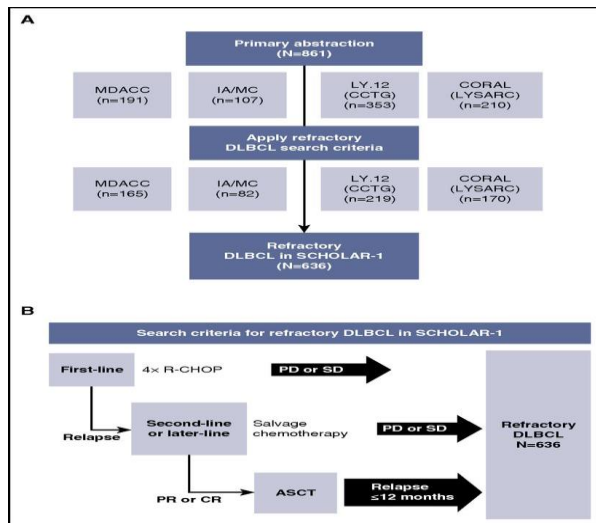 A
Primary abstraction
(N=861)
MDACC
(n=191)
IA/MC
(n=107)
LY.12
(CCTG)
(n=353)
CORAL
(LYSARC)
(n=210)
Apply refractory
DLBCL search criteria
MDACC
(n=165)
IA/MC
(n=82)
LY.12
(CCTG)
(n=219)
CORAL
(LYSARC)
(n=170)
Refractory
DLBCL in SCHOLAR-1
(N=636)
B
Search criteria for refractory DLBCL in SCHOLAR-1
First-line
4× R-CHOP
PD or SD
Relapse
Second-line
or later-line
Salvage
chemotherapy
PD or SD
PR or CR
ASCT
Relapse
≤12 months
Refractory
DLBCL
N=636